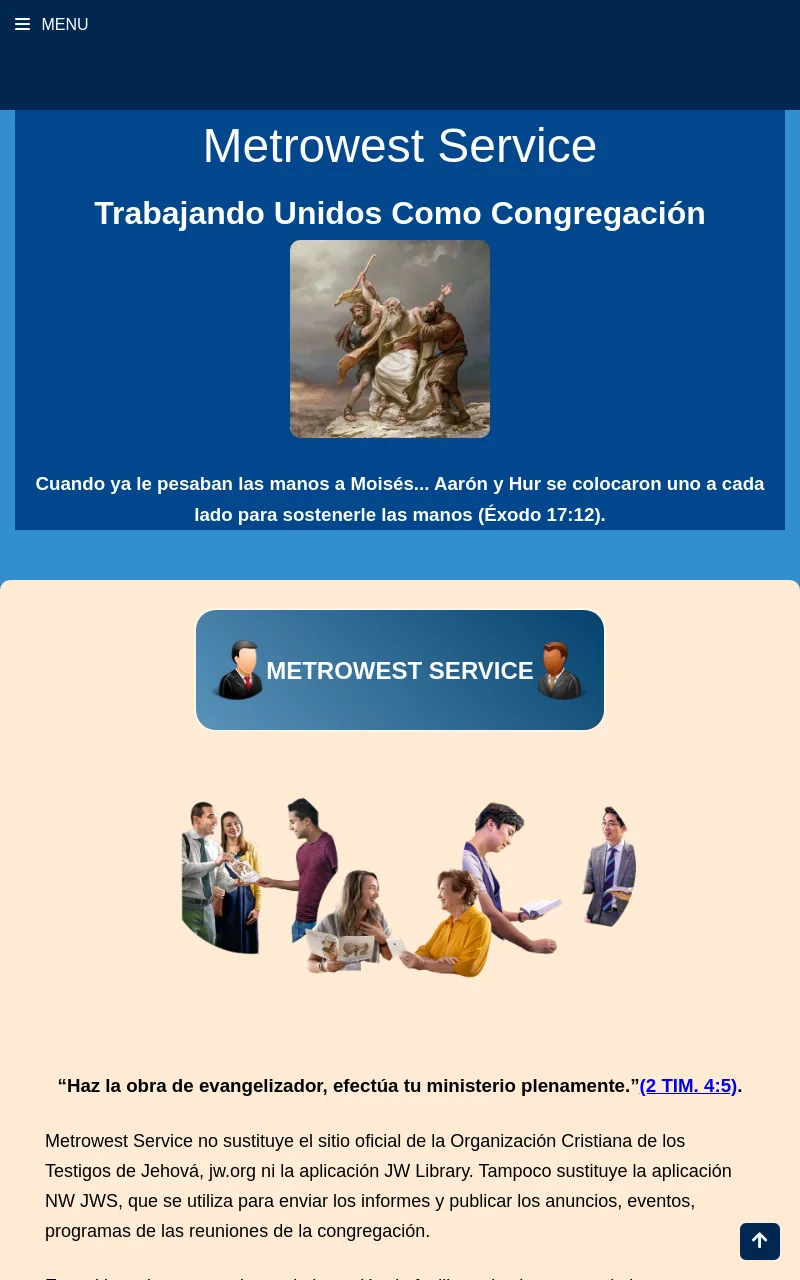 MENU
Metrowest Service
Trabajando Unidos Como Congregación
Cuando ya le pesaban las manos a Moisés... Aarón y Hur se colocaron uno a cada
lado para sostenerle las manos (Éxodo 17:12).
METROWEST SERVICE
“Haz la obra de evangelizador, efectúa tu ministerio plenamente.”(2 TIM. 4:5).
Metrowest Service no sustituye el sitio oficial de la Organización Cristiana de los
Testigos de Jehová, jw.org ni la aplicación JW Library. Tampoco sustituye la aplicación
NW JWS, que se utiliza para enviar los informes y publicar los anuncios, eventos,
programas de las reuniones de la congregación.